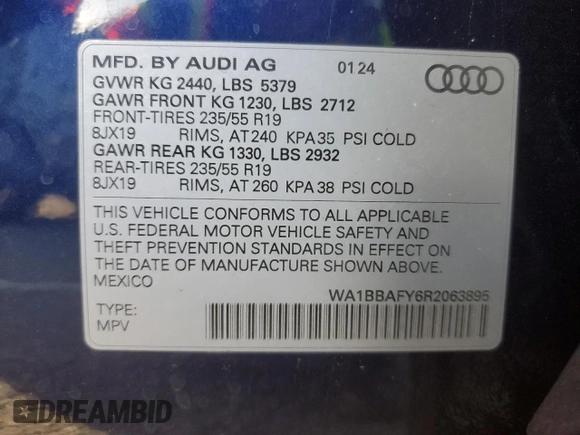 MFD. BY AUDI AG 01 24
GVWR KG 2440, LBS 5379
GAWR FRONT KG 1230, LBS 2712
FRONT-TIRES 235/55 R19
8JX19 RIMS, AT 240 KPA 35 PSI COLD
GAWR REAR KG 1330, LBS 2932
REAR-TIRES 235/55 R19
8JX19 RIMS, AT 260 KPA 38 PSI COLD
THIS VEHICLE CONFORMS TO ALL APPLICABLE
U.S. FEDERAL MOTOR VEHICLE SAFETY AND
THEFT PREVENTION STANDARDS IN EFFECT ON
THE DATE OF MANUFACTURE SHOWN ABOVE.
MEXICO
WA1BBAFY6R2063895
TYPE:
MPV
DREAMBID